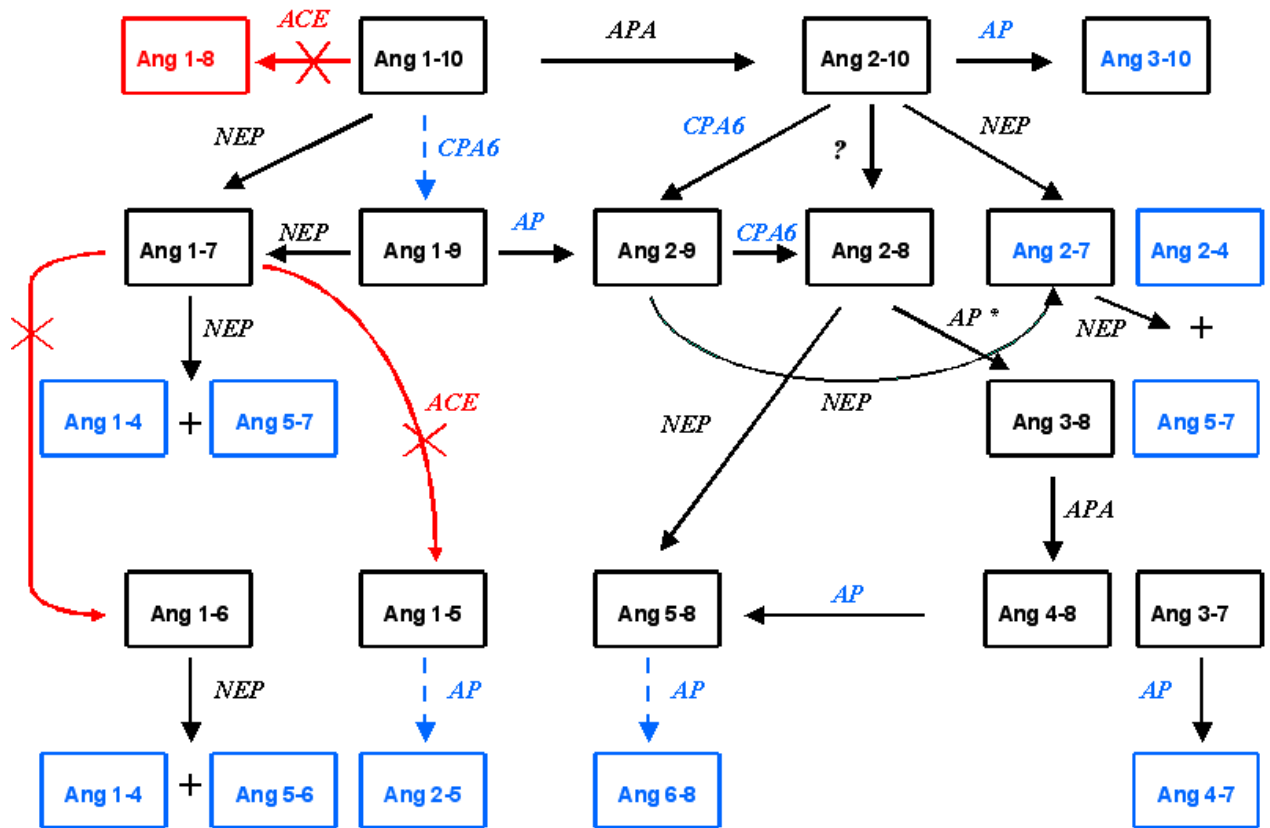 ACE
APA
AP
Ang 1-8
Ang 1-10
Ang 2-10
Ang 3-10
NEP
CPA6
CPA6
?
NEP
Ang 1-7
NEP
Ang 1-9
AP
Ang 2-9
CPA6
Ang 2-8
Ang 2-7
Ang 2-4
NEP
AP *
NEP
+
Ang 1-4
+
Ang 5-7
ACE
NEP
NEP
Ang 3-8
Ang 5-7
APA
Ang 1-6
Ang 1-5
Ang 5-8
AP
Ang 4-8
Ang 3-7
NEP
AP
AP
AP
Ang 1-4
+
Ang 5-6
Ang 2-5
Ang 6-8
Ang 4-7